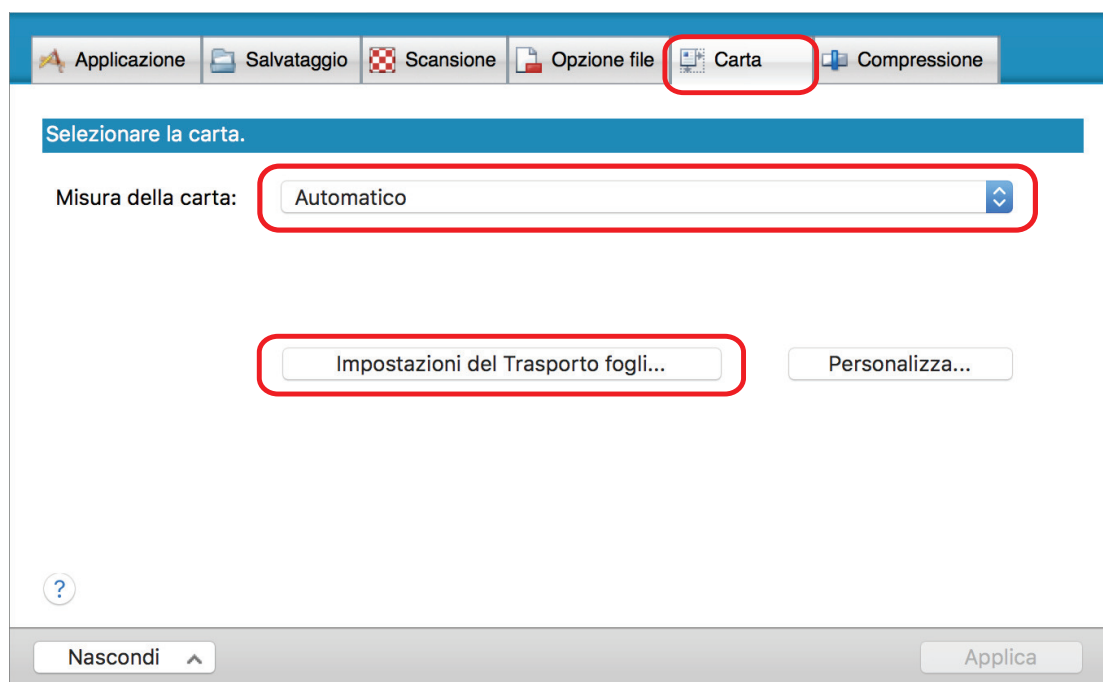 Applicazione Salvataggio Scansione Opzione file Carta Compressione
Selezionare la carta.
Misura della carta: Automatico
Impostazioni del Trasporto fogli... Personalizza...
?
Nascondi Applica